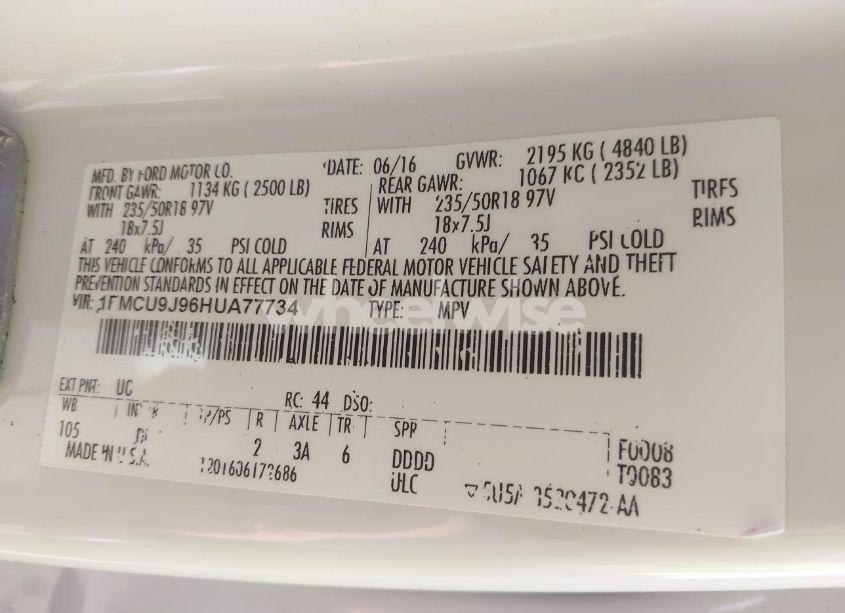 MFD. BY FORD MOTOR CO. DATE: 06/16 GVWR: 2195 KG ( 4840 LB)
FRONT GAWR: 1134 KG ( 2500 LB) REAR GAWR: 1067 KG ( 2352 LB)
WITH 235/50R18 97V TIRES WITH 235/50R18 97V TIRES
18x7.5J RIMS 18x7.5J RIMS
AT 240 kPa/ 35 PSI COLD AT 240 kPa/ 35 PSI COLD
THIS VEHICLE CONFORMS TO ALL APPLICABLE FEDERAL MOTOR VEHICLE SAFETY AND THEFT
PREVENTION STANDARDS IN EFFECT ON THE DATE OF MANUFACTURE SHOWN ABOVE.
VIN: 1FMCU9J96HUA77734 TYPE: MPV
wheelerwise
EXT PNT: UC RC: 44 DSO:
WB TP/PS R AXLE TR SPR
105 2 3A 6 DDDD F0008
MADE IN U.S.A. ULC T0083